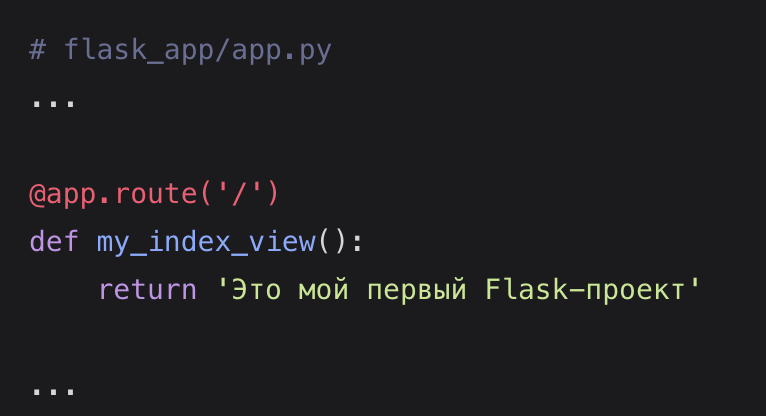 # flask_app/app.py
...
@app.route('/')
def my_index_view():
    return 'Это мой первый Flask-проект'
...